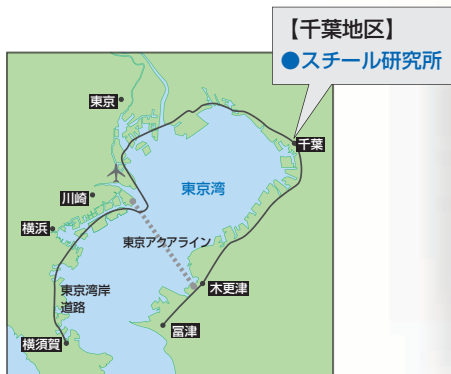 【千葉地区】
●スチール研究所
東京
千葉
川崎
東京湾
横浜
東京アクアライン
東京湾岸
道路
木更津
冨津
横須賀